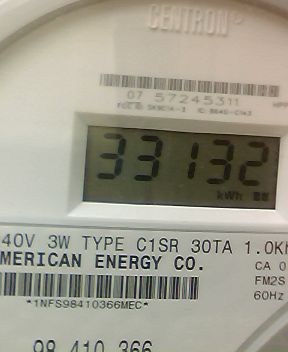 CENTRON®
07 57245311
33132
kWh
40V 3W TYPE C1SR 30TA 1.0K
MERICAN ENERGY CO.
CA 0
FM2S
60Hz
*1NFS98410366MEC*
98 410 366